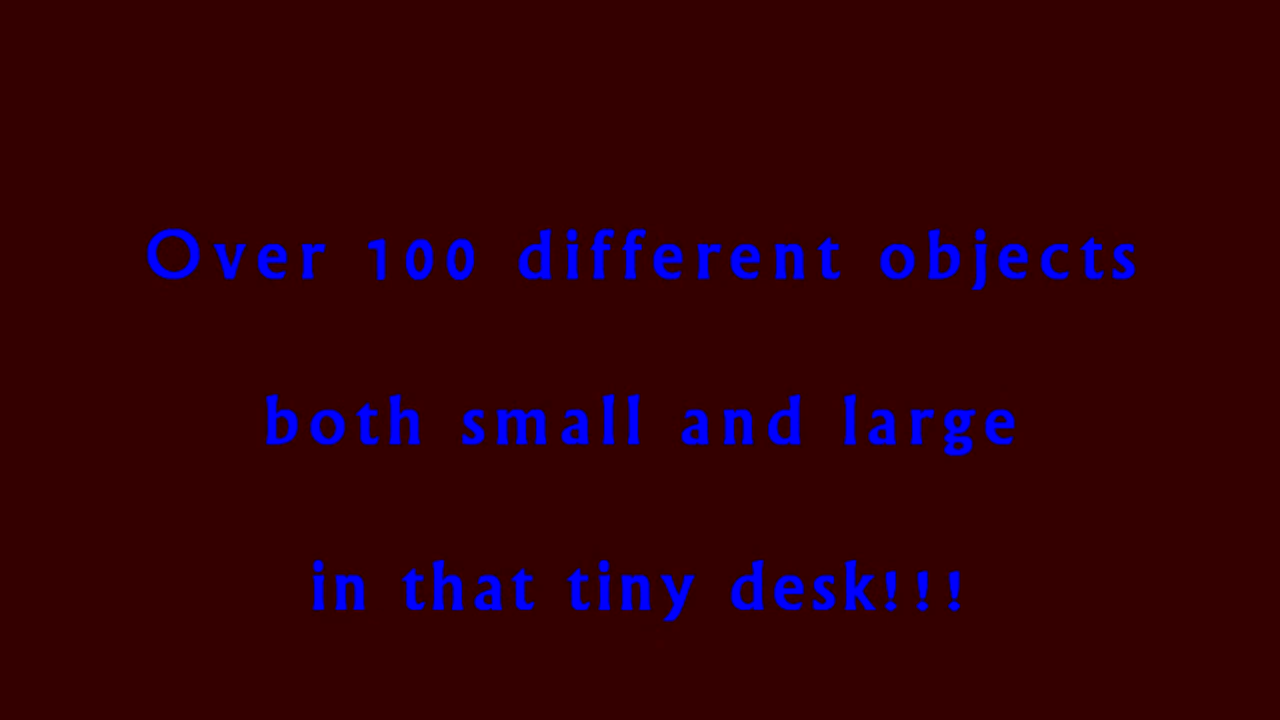 Over 100 different objects
both small and large
in that tiny desk!!!